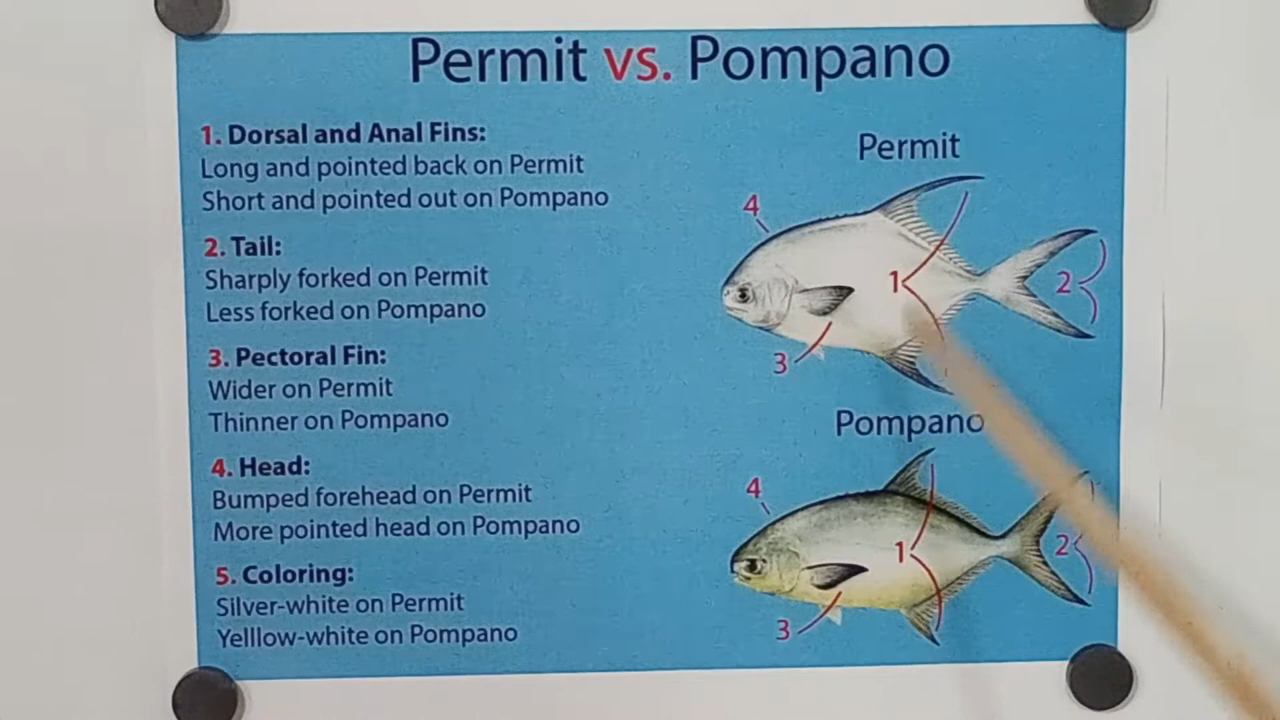 Permit vs. Pompano
1. Dorsal and Anal Fins:
Long and pointed back on Permit
Short and pointed out on Pompano
2. Tail:
Sharply forked on Permit
Less forked on Pompano
3. Pectoral Fin:
Wider on Permit
Thinner on Pompano
4. Head:
Bumped forehead on Permit
More pointed head on Pompano
5. Coloring:
Silver-white on Permit
Yelllow-white on Pompano
Permit
4
1
2
3
Pompano
4
1
2
3